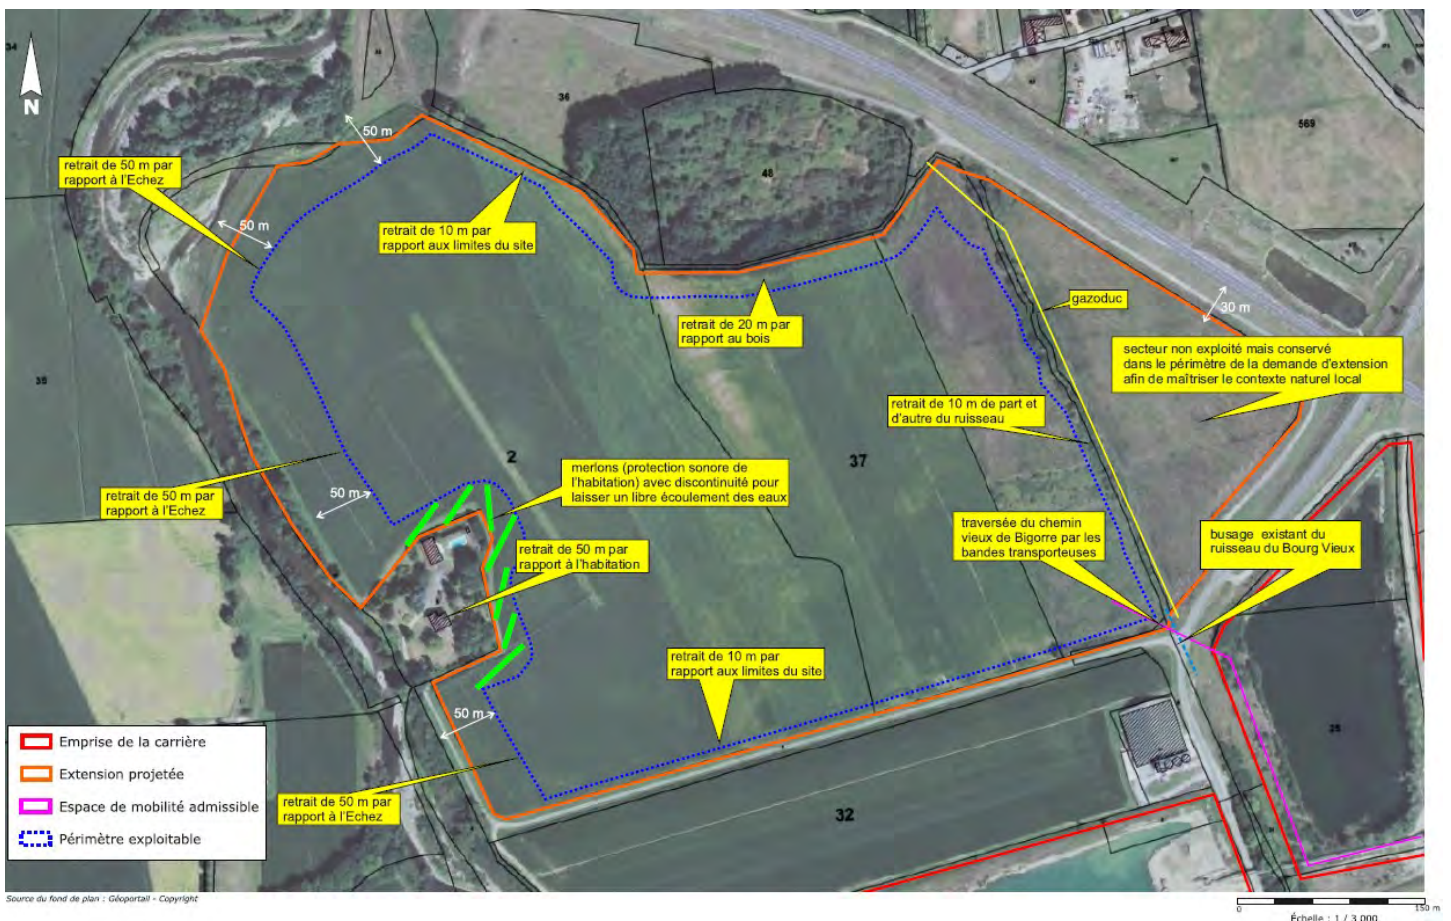 34
44
36
569
48
N
50 m
retrait de 50 m par
rapport à l'Echez
50 m
retrait de 10 m par
rapport aux limites du site
gazoduc
30 m
retrait de 20 m par
rapport au bois
secteur non exploité mais conservé
dans le périmètre de la demande d'extension
afin de maîtriser le contexte naturel local
retrait de 10 m de part et
d'autre du ruisseau
2
37
merlons (protection sonore de
l'habitation) avec discontinuité pour
laisser un libre écoulement des eaux
retrait de 50 m par
rapport à l'Echez
50 m
traversée du chemin
vieux de Bigorre par les
bandes transporteuses
busage existant du
ruisseau du Bourg Vieux
retrait de 50 m par
rapport à l'habitation
retrait de 10 m par
rapport aux limites du site
50 m
retrait de 50 m par
rapport à l'Echez
32
Emprise de la carrière
Extension projetée
Espace de mobilité admissible
Périmètre exploitable
Source du fond de plan : Géoportail - Copyright
0
150 m
Échelle : 1 / 3 000